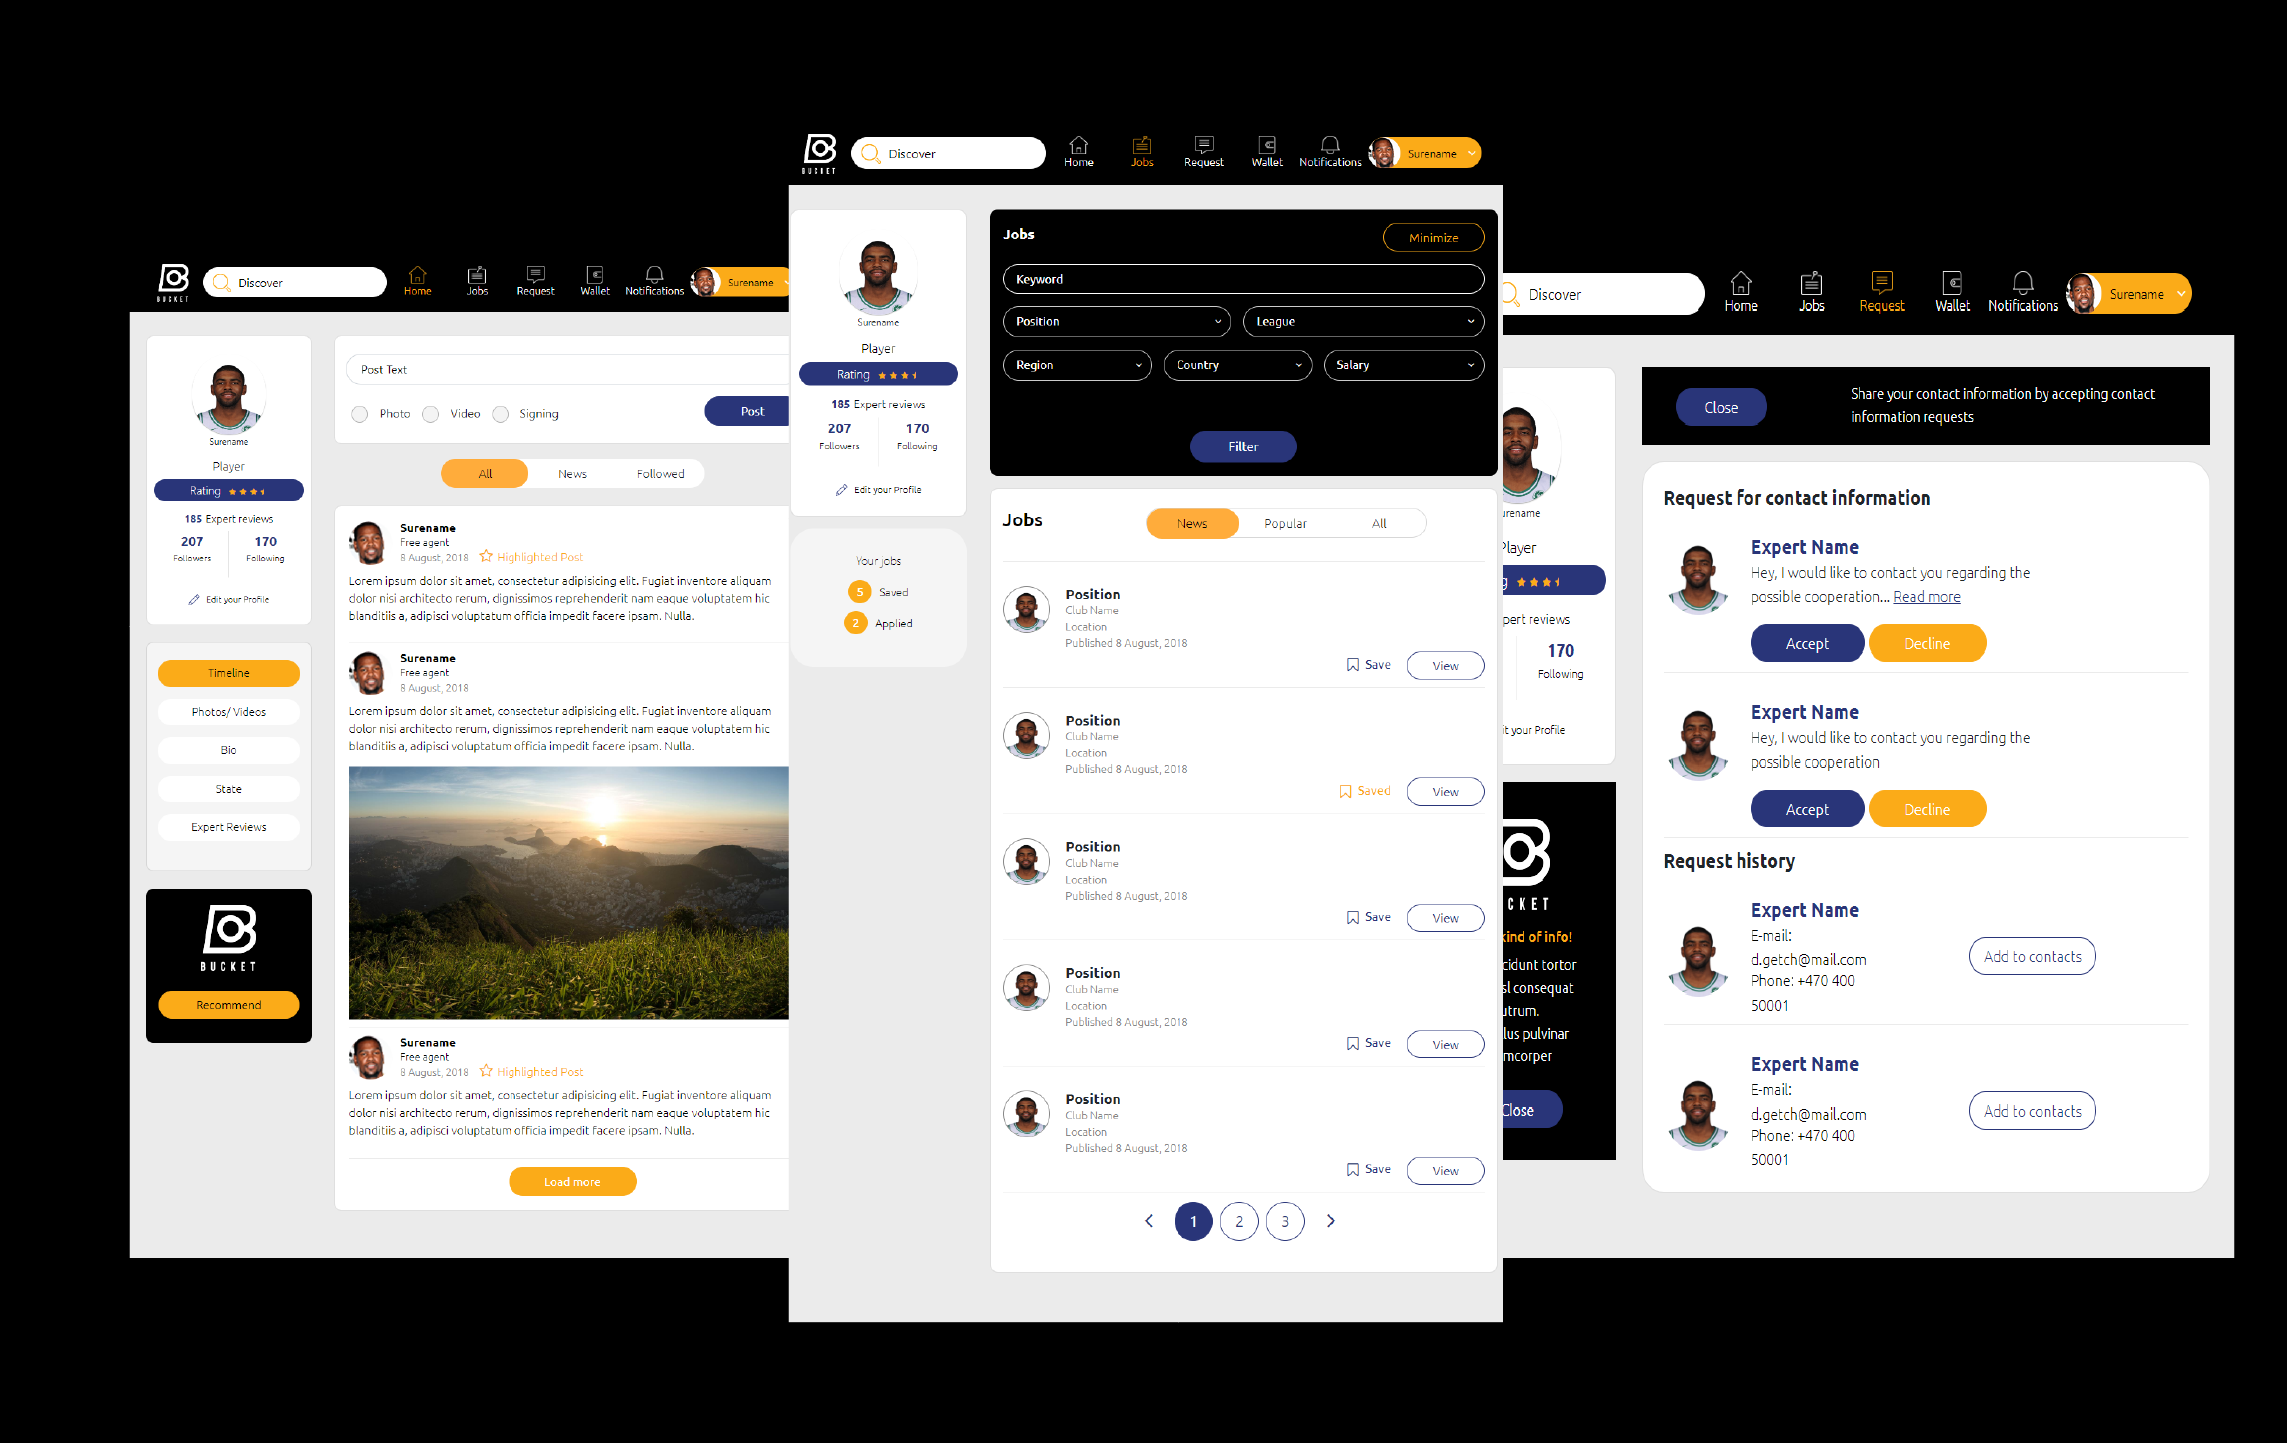 BUCKET
Discover
Home
Jobs
Request
Wallet
Notifications
Surename
Surename
Player
Rating
185 Expert reviews
207
170
Followers
Following
Edit your Profile
Timeline
Photos/ Videos
Bio
State
Expert Reviews
BUCKET
Recommend
Post Text
Photo
Video
Signing
Post
All
News
Followed
Surename
Free agent
8 August, 2018 Highlighted Post
Lorem ipsum dolor sit amet, consectetur adipisicing elit. Fugiat inventore aliquam
dolor nisi architecto rerum, dignissimos reprehenderit nam eaque voluptatem hic
blanditiis a, adipisci voluptatum officia impedit facere ipsam. Nulla.
Surename
Free agent
8 August, 2018
Lorem ipsum dolor sit amet, consectetur adipisicing elit. Fugiat inventore aliquam
dolor nisi architecto rerum, dignissimos reprehenderit nam eaque voluptatem hic
blanditiis a, adipisci voluptatum officia impedit facere ipsam. Nulla.
Surename
Free agent
8 August, 2018 Highlighted Post
Lorem ipsum dolor sit amet, consectetur adipisicing elit. Fugiat inventore aliquam
dolor nisi architecto rerum, dignissimos reprehenderit nam eaque voluptatem hic
blanditiis a, adipisci voluptatum officia impedit facere ipsam. Nulla.
Load more
BUCKET
Discover
Home
Jobs
Request
Wallet
Notifications
Surename
Surename
Player
Rating
185 Expert reviews
207
170
Followers
Following
Edit your Profile
Your jobs
5 Saved
2 Applied
Jobs
Minimize
Keyword
Position
League
Region
Country
Salary
Filter
Jobs
News
Popular
All
Position
Club Name
Location
Published 8 August, 2018
Save
View
Position
Club Name
Location
Published 8 August, 2018
Saved
View
Position
Club Name
Location
Published 8 August, 2018
Save
View
Position
Club Name
Location
Published 8 August, 2018
Save
View
Position
Club Name
Location
Published 8 August, 2018
Save
View
1
2
3
Discover
Home
Jobs
Request
Wallet
Notifications
Surename
urename
Player
g
pert reviews
170
Following
it your Profile
CKET
kind of info!
cidunt tortor
sl consequat
utrum.
lus pulvinar
mcorper
Close
Close
Share your contact information by accepting contact
information requests
Request for contact information
Expert Name
Hey, I would like to contact you regarding the
possible cooperation... Read more
Accept
Decline
Expert Name
Hey, I would like to contact you regarding the
possible cooperation
Accept
Decline
Request history
Expert Name
E-mail:
d.getch@mail.com
Phone: +470 400
50001
Add to contacts
Expert Name
E-mail:
d.getch@mail.com
Phone: +470 400
50001
Add to contacts